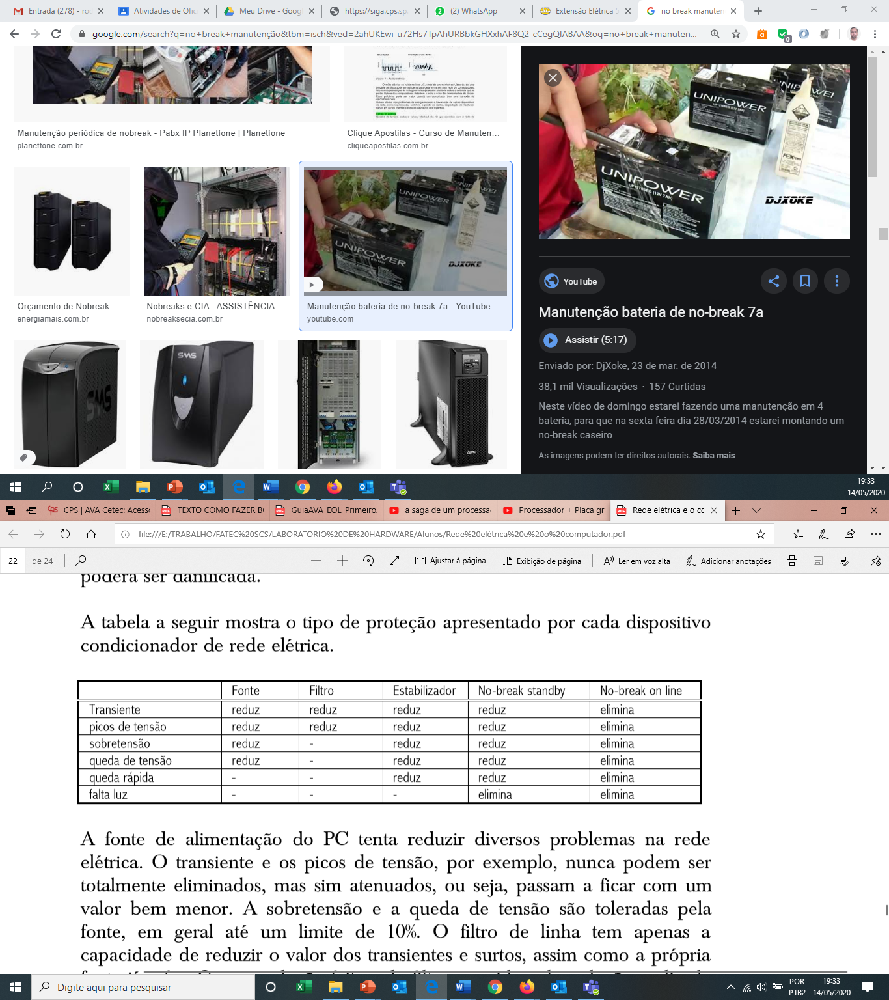 Entrada (278) - roc
Atividades de Ofic
Meu Drive - Goog
https://siga.cps.sp.
(2) WhatsApp
Extensão Elétrica 5
no break manuten
google.com/search?q=no+break+manutenção&tbm=isch&ved=2ahUKEwi-u72Hs7TpAhURBbkGHXxhAF8Q2-cCegQIABAA&oq=no+break+manuten...
0
Manutenção periódica de nobreak - Pabx IP Planetfone | Planetfone
planetfone.com.br
Clique Apostilas - Curso de Manuten...
cliqueapostilas.com.br
Orçamento de Nobreak ...
energiamais.com.br
Nobreaks e CIA - ASSISTÊNCIA ...
nobreaksecia.com.br
UNIPOWER
UNIPOWER
DJXOKE
Manutenção bateria de no-break 7a - YouTube
youtube.com
SMS
SMS
APC
UNIPOWER
UNIPOWER
DJXOKE
YouTube
Manutenção bateria de no-break 7a
Assistir (5:17)
Enviado por: DjXoke, 23 de mar. de 2014
38,1 mil Visualizações · 157 Curtidas
Neste vídeo de domingo estarei fazendo uma manutenção em 4
bateria, para que na sexta feira dia 28/03/2014 estarei montando um
no-break caseiro
As imagens podem ter direitos autorais. Saiba mais
19:33
14/05/2020
CPS | AVA Cetec: Acess
TEXTO COMO FAZER B
GuiaAVA-EOL_Primeiro
a saga de um processa
Processador + Placa gr
Rede elétrica e o co
file:///E:/TRABALHO/FATEC%20SCS/LABORATORIO%20DE%20HARDWARE/Alunos/Rede%20elétrica%20e%20o%20computador.pdf
22 de 24
Ajustar à página
Exibição de página
Ler em voz alta
Adicionar anotações
poderá ser danificada.
A tabela a seguir mostra o tipo de proteção apresentado por cada dispositivo
condicionador de rede elétrica.
Fonte Filtro Estabilizador No-break standby No-break on line
Transiente reduz reduz reduz reduz elimina
picos de tensão reduz reduz reduz reduz elimina
sobretensão reduz - reduz reduz elimina
queda de tensão reduz - reduz reduz elimina
queda rápida - - reduz reduz elimina
falta luz - - - elimina elimina
A fonte de alimentação do PC tenta reduzir diversos problemas na rede
elétrica. O transiente e os picos de tensão, por exemplo, nunca podem ser
totalmente eliminados, mas sim atenuados, ou seja, passam a ficar com um
valor bem menor. A sobretensão e a queda de tensão são toleradas pela
fonte, em geral até um limite de 10%. O filtro de linha tem apenas a
capacidade de reduzir o valor dos transientes e surtos, assim como a própria
Digite aqui para pesquisar
POR
PTB2
19:33
14/05/2020